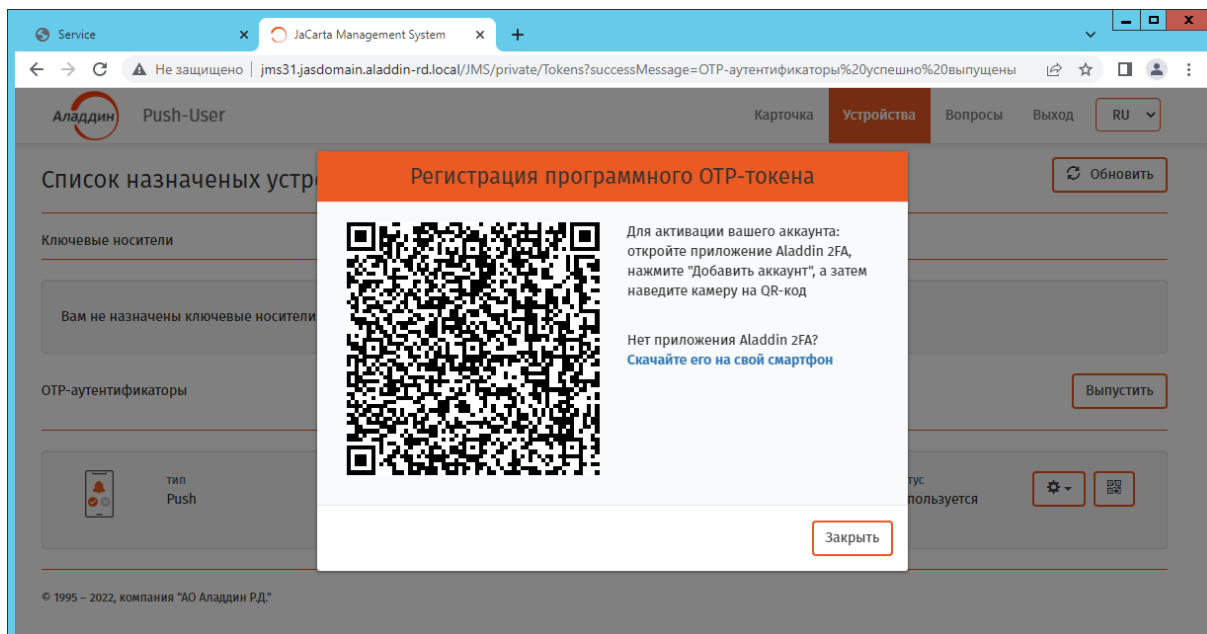 Service
JaCarta Management System
Не защищено | jms31.jasdomain.aladdin-rd.local/JMS/private/Tokens?successMessage=OTP-аутентификаторы%20успешно%20выпущены
Аладдин Push-User Карточка Устройства Вопросы Выход RU
Список назначеных устр
Обновить
Регистрация программного OTP-токена
Ключевые носители
Для активации вашего аккаунта:
откройте приложение Aladdin 2FA,
нажмите "Добавить аккаунт", а затем
наведите камеру на QR-код
Вам не назначены ключевые носители
Нет приложения Aladdin 2FA?
Скачайте его на свой смартфон
OTP-аутентификаторы
Выпустить
тип
Push
тус
пользуется
Закрыть
© 1995 – 2022, компания "АО Аладдин Р.Д."